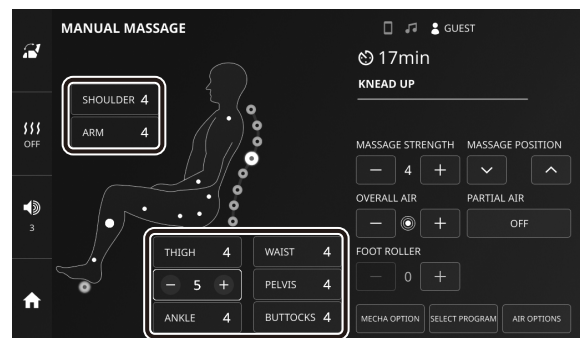 MANUAL MASSAGE
GUEST
17min
KNEAD UP
SHOULDER 4
ARM 4
OFF
3
MASSAGE STRENGTH MASSAGE POSITION
− 4 +
OVERALL AIR PARTIAL AIR
− + OFF
FOOT ROLLER
− 0 +
THIGH 4 WAIST 4
− 5 + PELVIS 4
ANKLE 4 BUTTOCKS 4
MECHA OPTION SELECT PROGRAM AIR OPTIONS